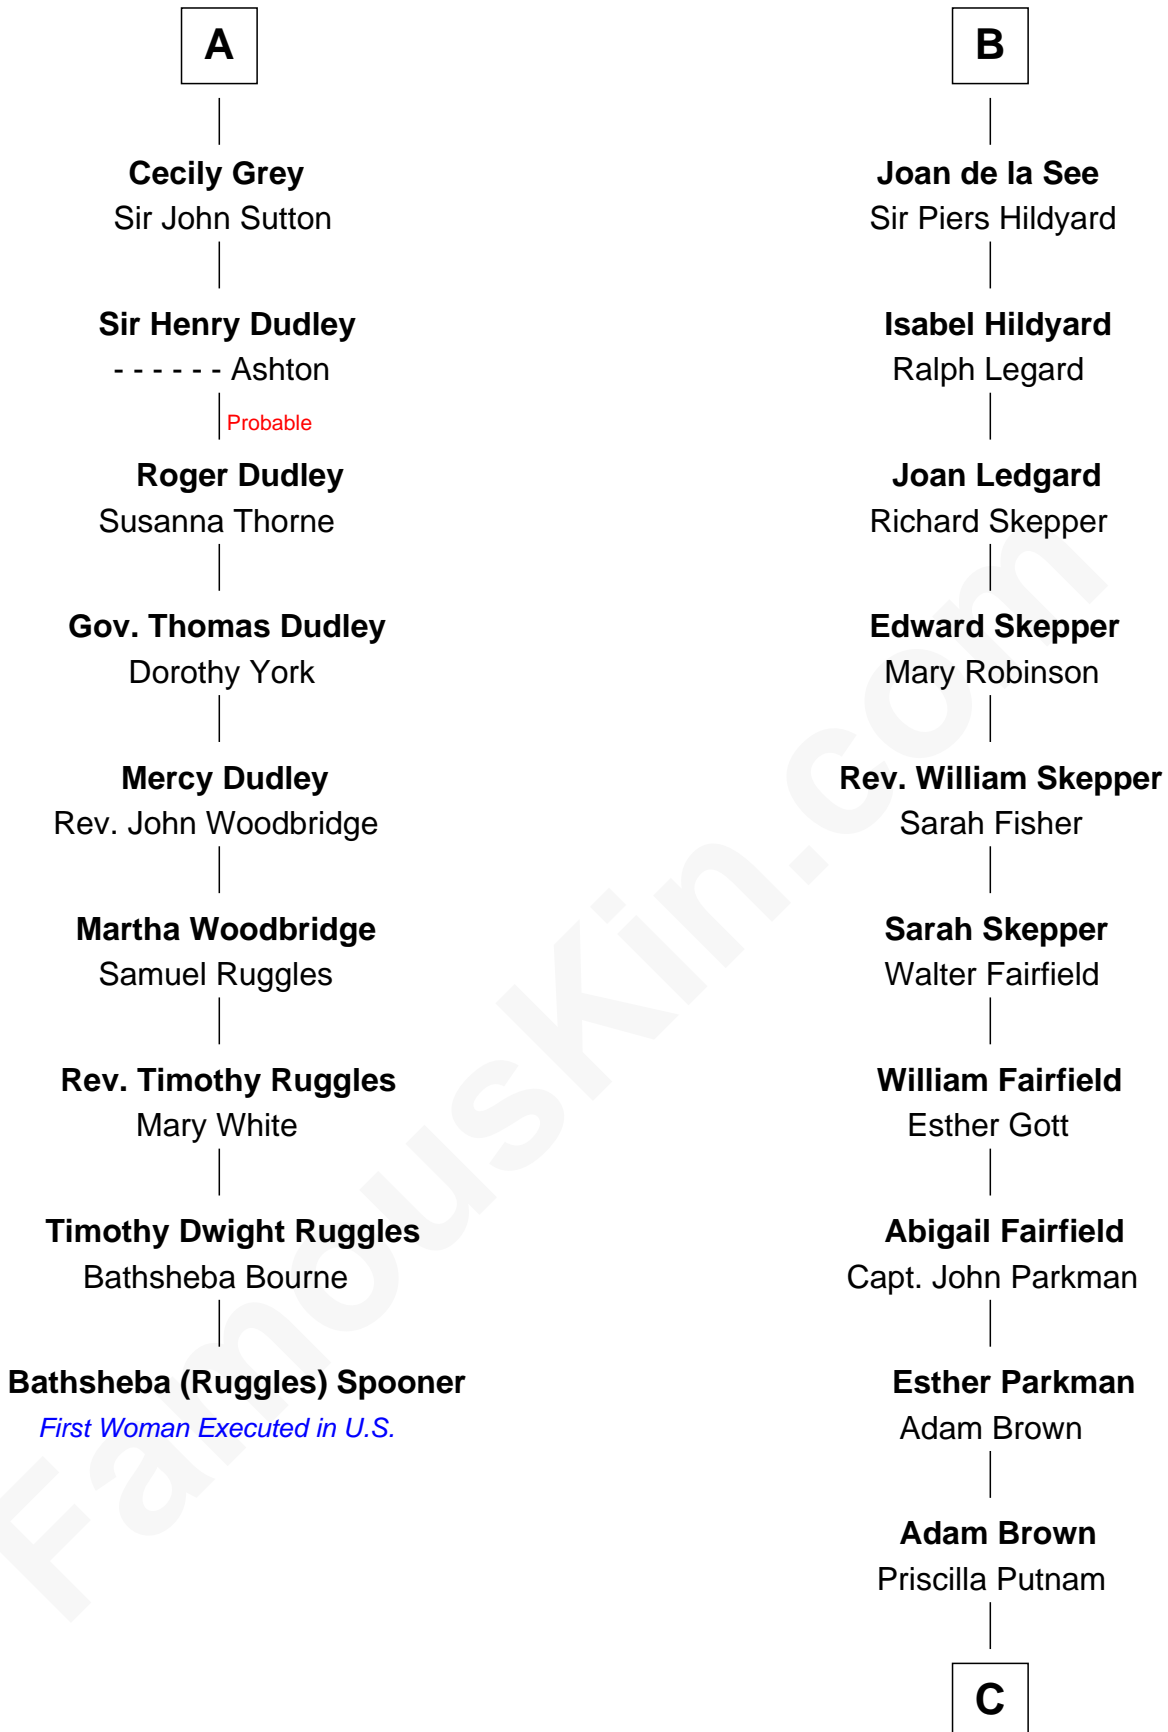 A
Cecily Grey
Sir John Sutton
Sir Henry Dudley
- - - - - - Ashton
Probable
Roger Dudley
Susanna Thorne
Gov. Thomas Dudley
Dorothy York
Mercy Dudley
Rev. John Woodbridge
Martha Woodbridge
Samuel Ruggles
Rev. Timothy Ruggles
Mary White
Timothy Dwight Ruggles
Bathsheba Bourne
Bathsheba (Ruggles) Spooner
First Woman Executed in U.S.
B
Joan de la See
Sir Piers Hildyard
Isabel Hildyard
Ralph Legard
Joan Ledgard
Richard Skepper
Edward Skepper
Mary Robinson
Rev. William Skepper
Sarah Fisher
Sarah Skepper
Walter Fairfield
William Fairfield
Esther Gott
Abigail Fairfield
Capt. John Parkman
Esther Parkman
Adam Brown
Adam Brown
Priscilla Putnam
C
FamousKin.com